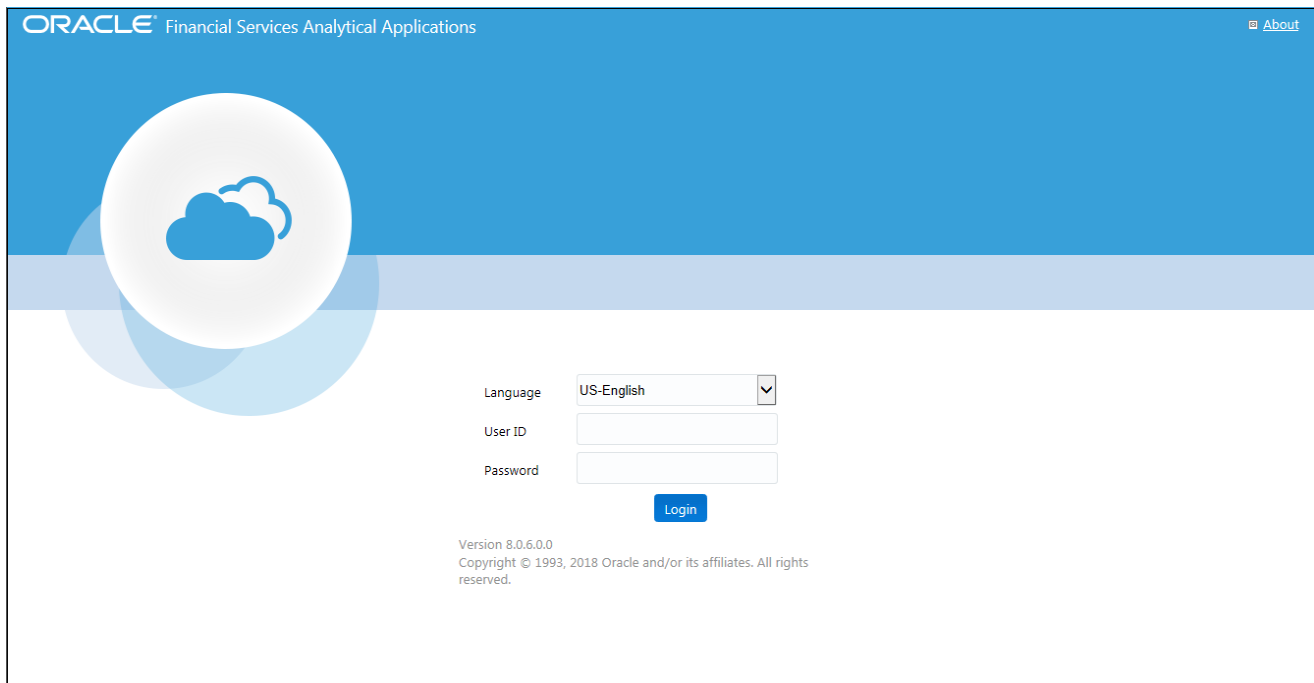 ORACLE® Financial Services Analytical Applications
About
Language US-English
User ID
Password
Login
Version 8.0.6.0.0
Copyright © 1993, 2018 Oracle and/or its affiliates. All rights
reserved.